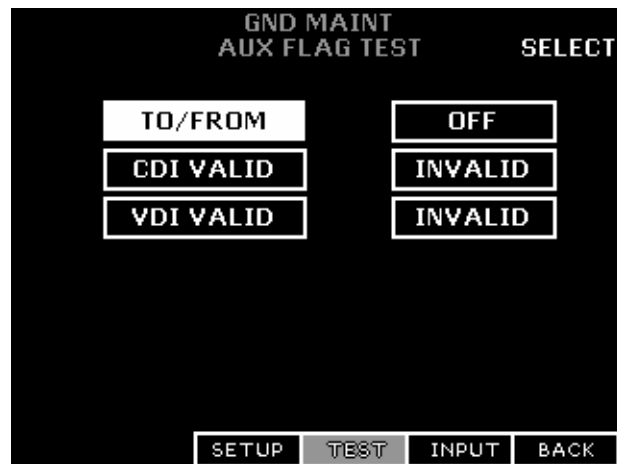 GND MAINT
AUX FLAG TEST SELECT
TO/FROM OFF
CDI VALID INVALID
VDI VALID INVALID
SETUP TEST INPUT BACK